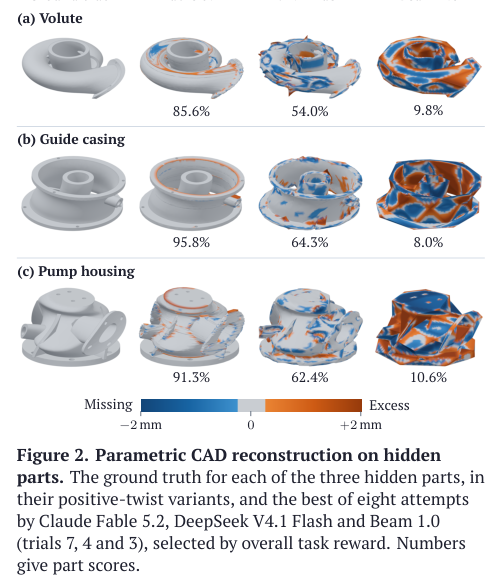 (a) Volute
85.6%
54.0%
9.8%
(b) Guide casing
95.8%
64.3%
8.0%
(c) Pump housing
91.3%
62.4%
10.6%
Missing
Excess
−2 mm
0
+2 mm
Figure 2. Parametric CAD reconstruction on hidden
parts. The ground truth for each of the three hidden parts, in
their positive-twist variants, and the best of eight attempts
by Claude Fable 5.2, DeepSeek V4.1 Flash and Beam 1.0
(trials 7, 4 and 3), selected by overall task reward. Numbers
give part scores.